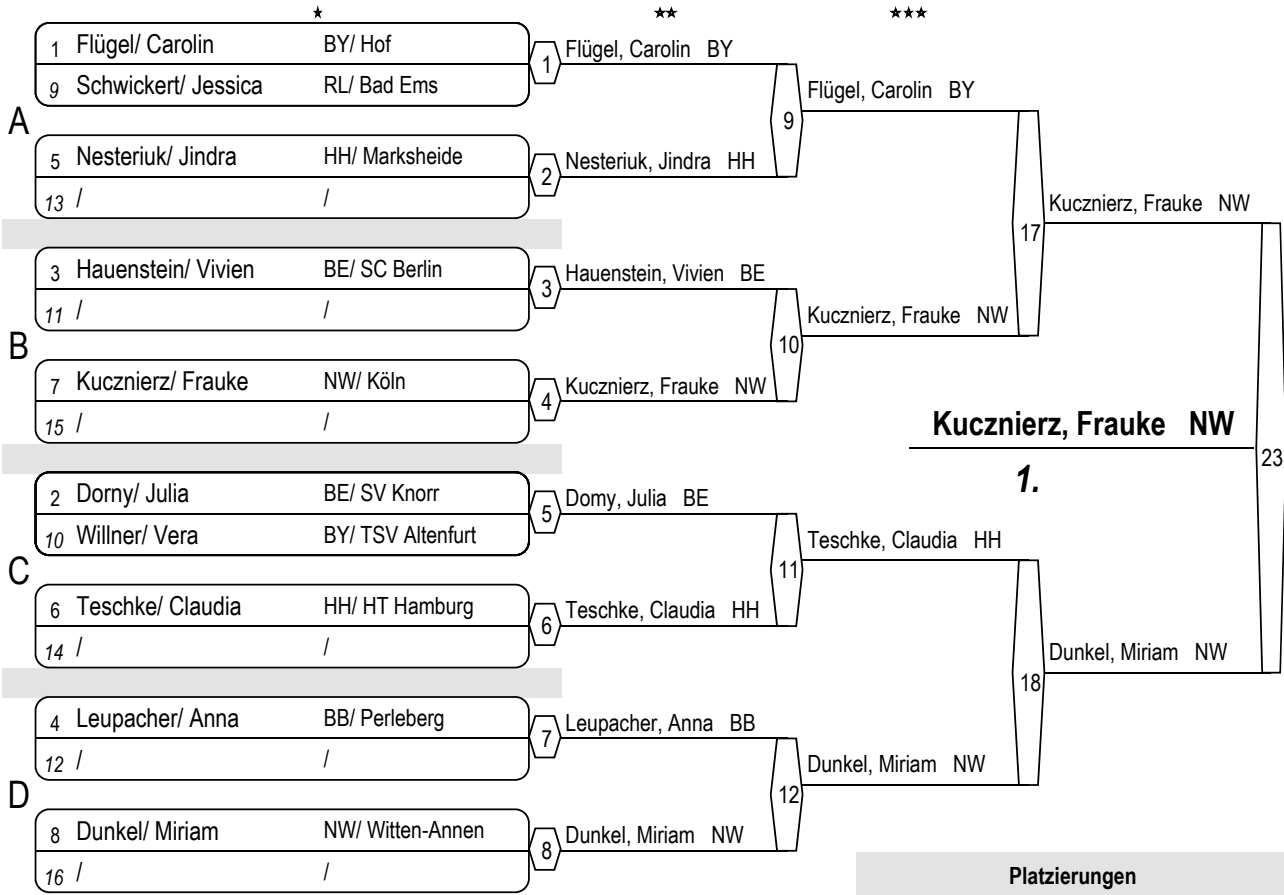 ★ ★★ ★★★
1 Flügel/ Carolin BY/ Hof
9 Schwickert/ Jessica RL/ Bad Ems
1 Flügel, Carolin BY
A
5 Nesteriuk/ Jindra HH/ Marksheide
13 / /
2 Nesteriuk, Jindra HH
9 Flügel, Carolin BY
3 Hauenstein/ Vivien BE/ SC Berlin
11 / /
3 Hauenstein, Vivien BE
B
7 Kucznierz/ Frauke NW/ Köln
15 / /
4 Kucznierz, Frauke NW
10 Kucznierz, Frauke NW
17 Kucznierz, Frauke NW
2 Dorny/ Julia BE/ SV Knorr
10 Willner/ Vera BY/ TSV Altenfurt
5 Domy, Julia BE
C
6 Teschke/ Claudia HH/ HT Hamburg
14 / /
6 Teschke, Claudia HH
11 Teschke, Claudia HH
4 Leupacher/ Anna BB/ Perleberg
12 / /
7 Leupacher, Anna BB
D
8 Dunkel/ Miriam NW/ Witten-Annen
16 / /
8 Dunkel, Miriam NW
12 Dunkel, Miriam NW
18 Dunkel, Miriam NW
23
Kucznierz, Frauke NW
1.
Platzierungen